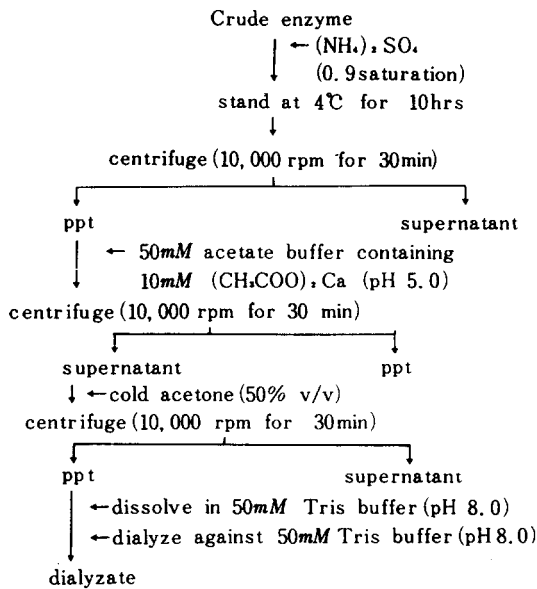 Crude enzyme
←(NH₄)₂SO₄
(0.9saturation)
stand at 4℃ for 10hrs
centrifuge(10,000 rpm for 30min)
ppt supernatant
← 50mM acetate buffer containing
10mM (CH₃COO)₂Ca (pH 5.0)
centrifuge(10,000 rpm for 30 min)
supernatant ppt
←cold acetone(50% v/v)
centrifuge(10,000 rpm for 30min)
ppt supernatant
←dissolve in 50mM Tris buffer(pH 8.0)
←dialyze against 50mM Tris buffer(pH8.0)
dialyzate